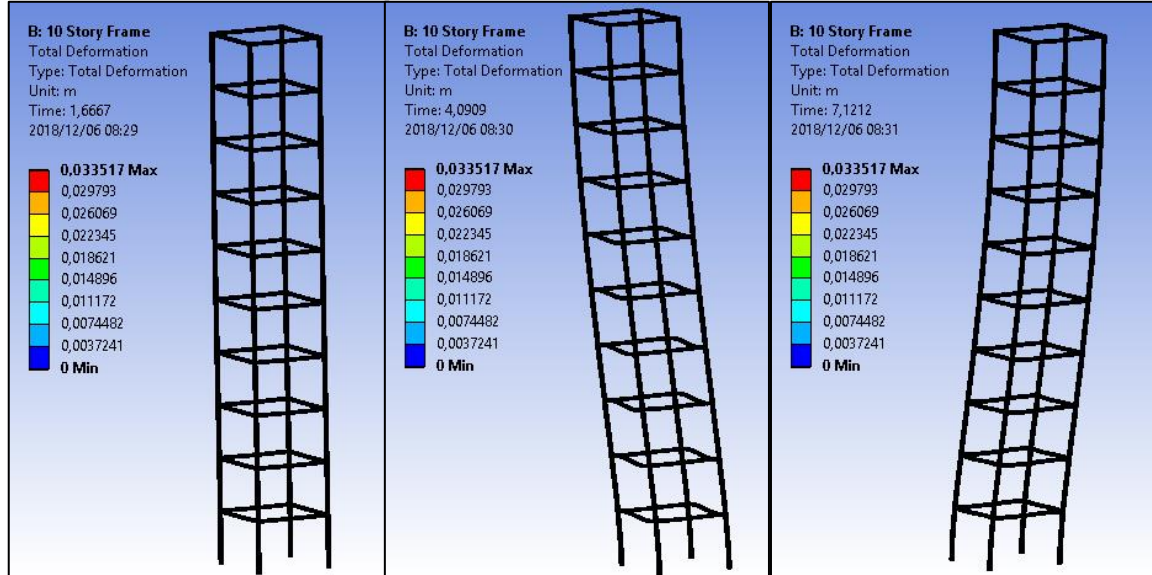 B: 10 Story Frame
Total Deformation
Type: Total Deformation
Unit: m
Time: 1,6667
2018/12/06 08:29
0,033517 Max
0,029793
0,026069
0,022345
0,018621
0,014896
0,011172
0,0074482
0,0037241
0 Min
B: 10 Story Frame
Total Deformation
Type: Total Deformation
Unit: m
Time: 4,0909
2018/12/06 08:30
0,033517 Max
0,029793
0,026069
0,022345
0,018621
0,014896
0,011172
0,0074482
0,0037241
0 Min
B: 10 Story Frame
Total Deformation
Type: Total Deformation
Unit: m
Time: 7,1212
2018/12/06 08:31
0,033517 Max
0,029793
0,026069
0,022345
0,018621
0,014896
0,011172
0,0074482
0,0037241
0 Min